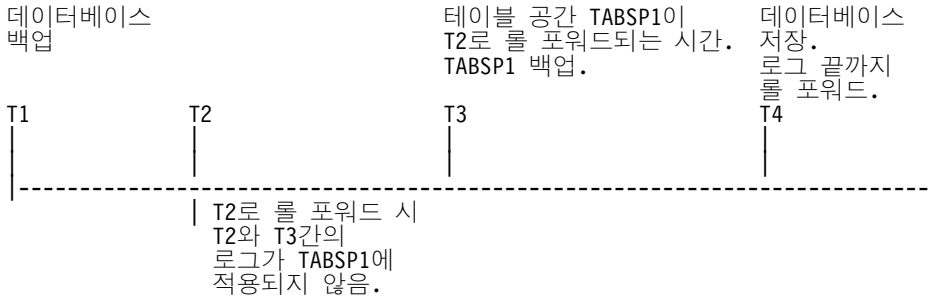 데이터베이스
백업
테이블 공간 TABSP1이
T2로 롤 포워드되는 시간.
TABSP1 백업.
데이터베이스
저장.
로그 끝까지
롤 포워드.
T1
T2
T3
T4
T2로 롤 포워드 시
T2와 T3간의
로그가 TABSP1에
적용되지 않음.